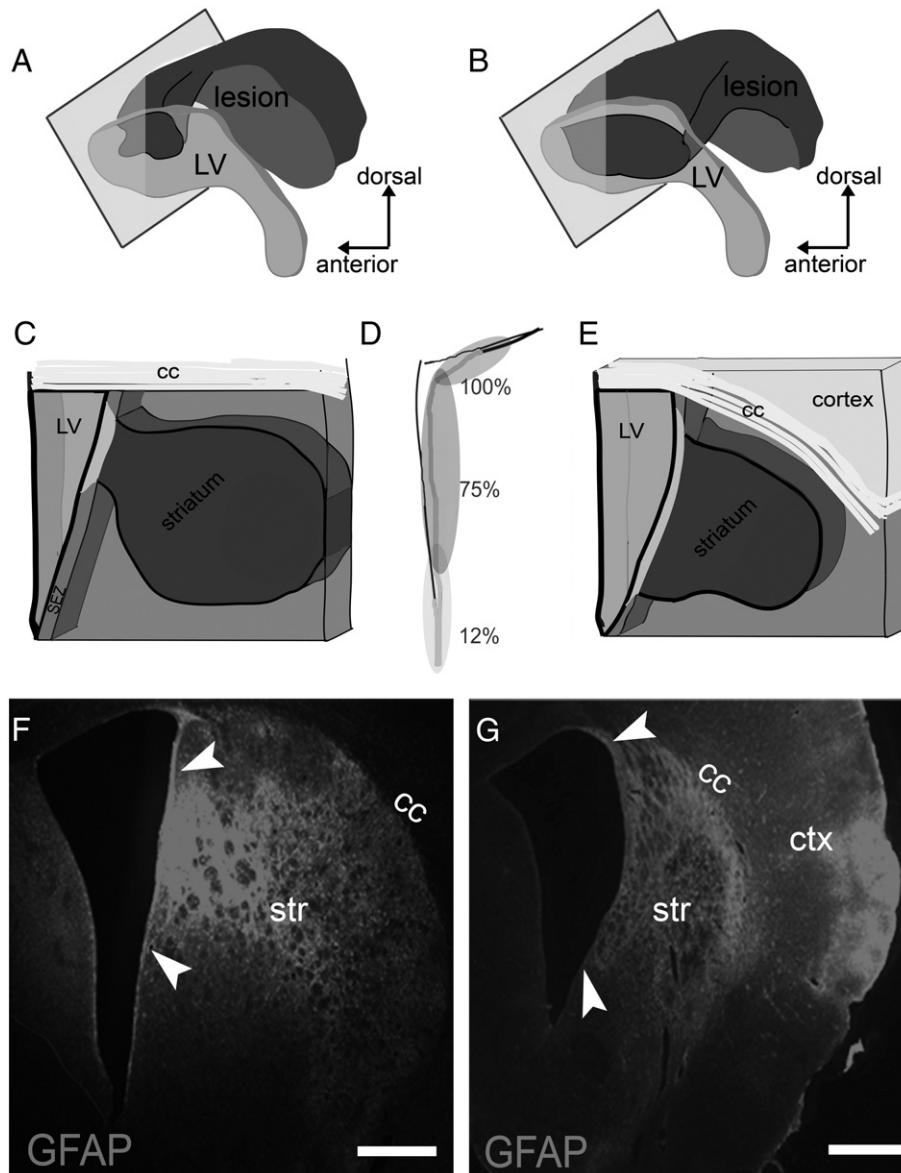 A
lesion
LV
dorsal
anterior
B
lesion
LV
dorsal
anterior
C
cc
LV
striatum
SEZ
D
100%
75%
12%
E
cortex
cc
LV
striatum
F
cc
str
GFAP
G
cc
ctx
str
GFAP